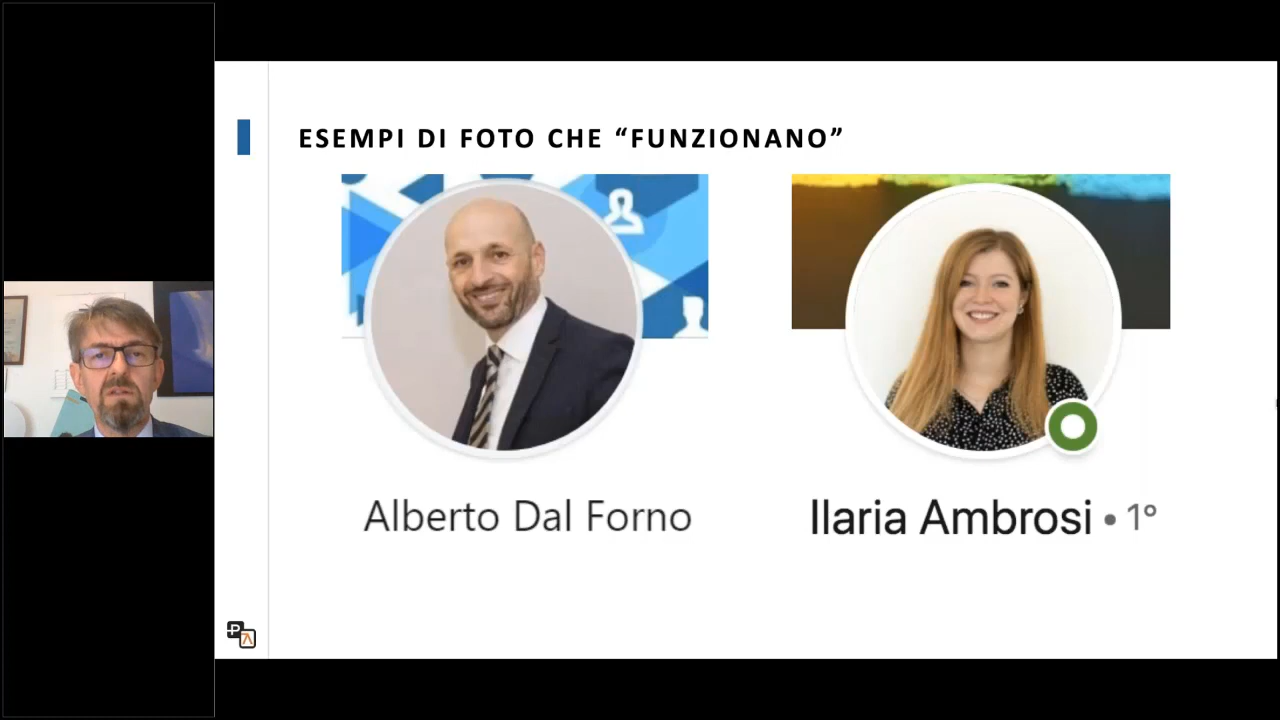 ESEMPI DI FOTO CHE “FUNZIONANO”
Alberto Dal Forno
Ilaria Ambrosi • 1°
P